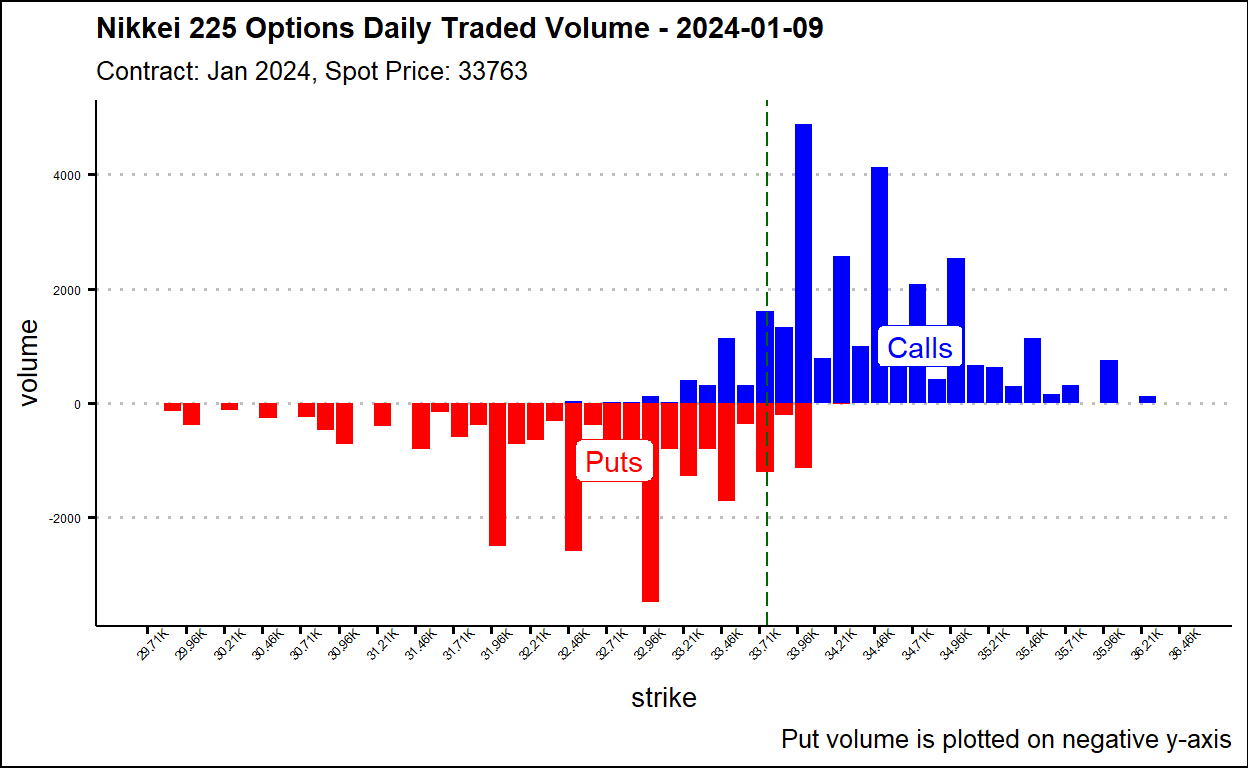 Nikkei 225 Options Daily Traded Volume - 2024-01-09
Contract: Jan 2024, Spot Price: 33763
volume
4000
2000
0
-2000
Calls
Puts
29.71K 29.96K 30.21K 30.46K 30.71K 30.96K 31.21K 31.46K 31.71K 31.96K 32.21K 32.46K 32.71K 32.96K 33.21K 33.46K 33.71K 33.96K 34.21K 34.46K 34.71K 34.96K 35.21K 35.46K 35.71K 35.96K 36.21K 36.46K
strike
Put volume is plotted on negative y-axis